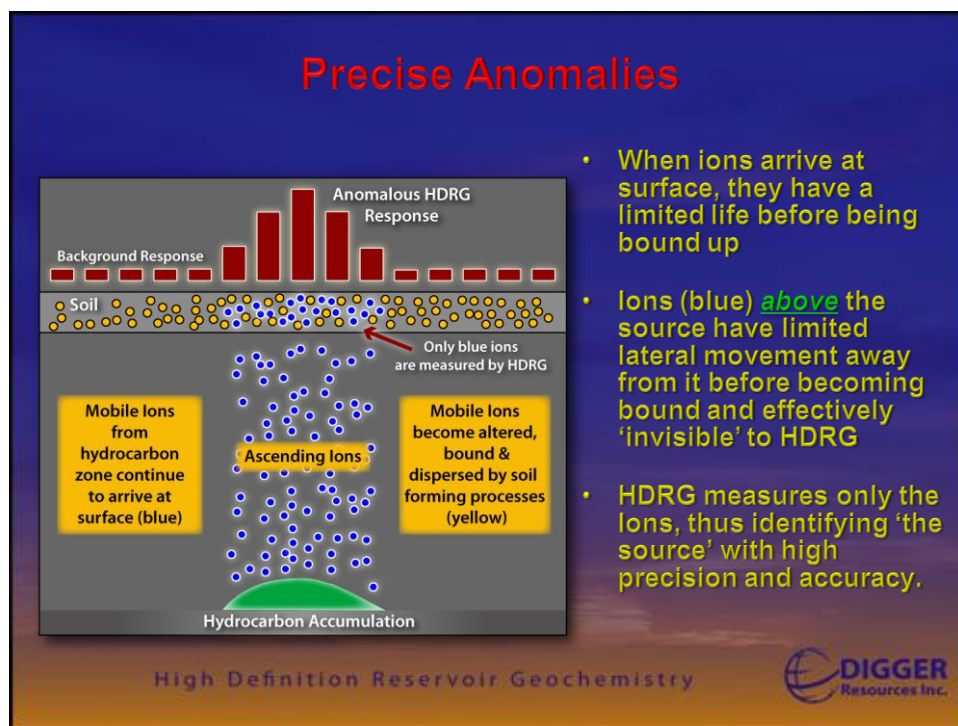 Precise Anomalies
Anomalous HDRG
Response
Background Response
Soil
Only blue ions
are measured by HDRG
Mobile Ions
from
hydrocarbon
zone continue
to arrive at
surface (blue)
Ascending Ions
Mobile Ions
become altered,
bound &
dispersed by soil
forming processes
(yellow)
Hydrocarbon Accumulation
• When ions arrive at
surface, they have a
limited life before being
bound up
• Ions (blue) above the
source have limited
lateral movement away
from it before becoming
bound and effectively
‘invisible’ to HDRG
• HDRG measures only the
Ions, thus identifying ‘the
source’ with high
precision and accuracy.
High Definition Reservoir Geochemistry
DIGGER
Resources Inc.